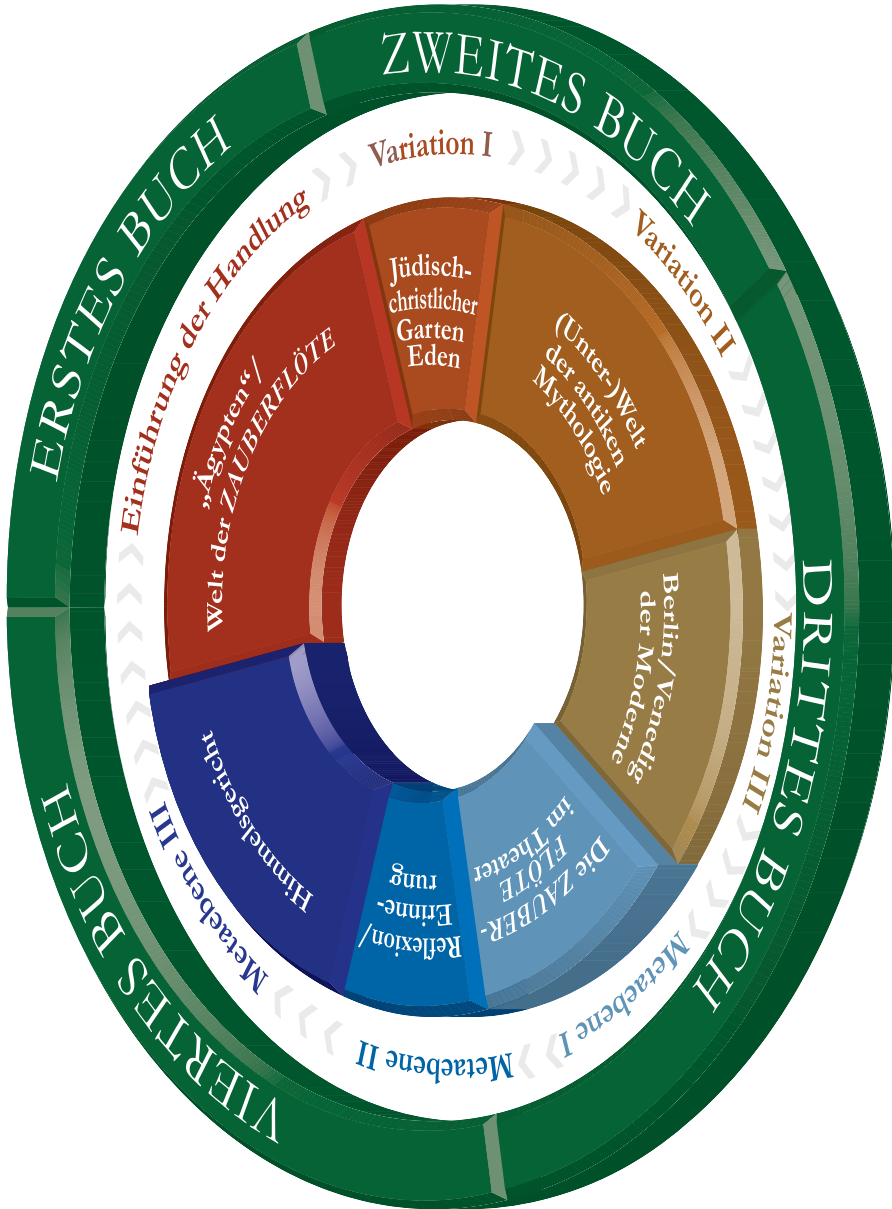 ERSTES BUCH
ZWEITES BUCH
DRITTES BUCH
VIERTES BUCH
Einführung der Handlung
Variation I
Variation II
Variation III
Metaebene I
Metaebene II
Metaebene III
„Ägypten“/
Welt der ZAUBERFLÖTE
Jüdisch-
christlicher
Garten
Eden
(Unter-)Welt
der antiken
Mythologie
Berlin/Venedig
der Moderne
Die ZAUBER-
FLÖTE
im Theater
Reflexion/
Erinne-
rung
Himmelsgericht